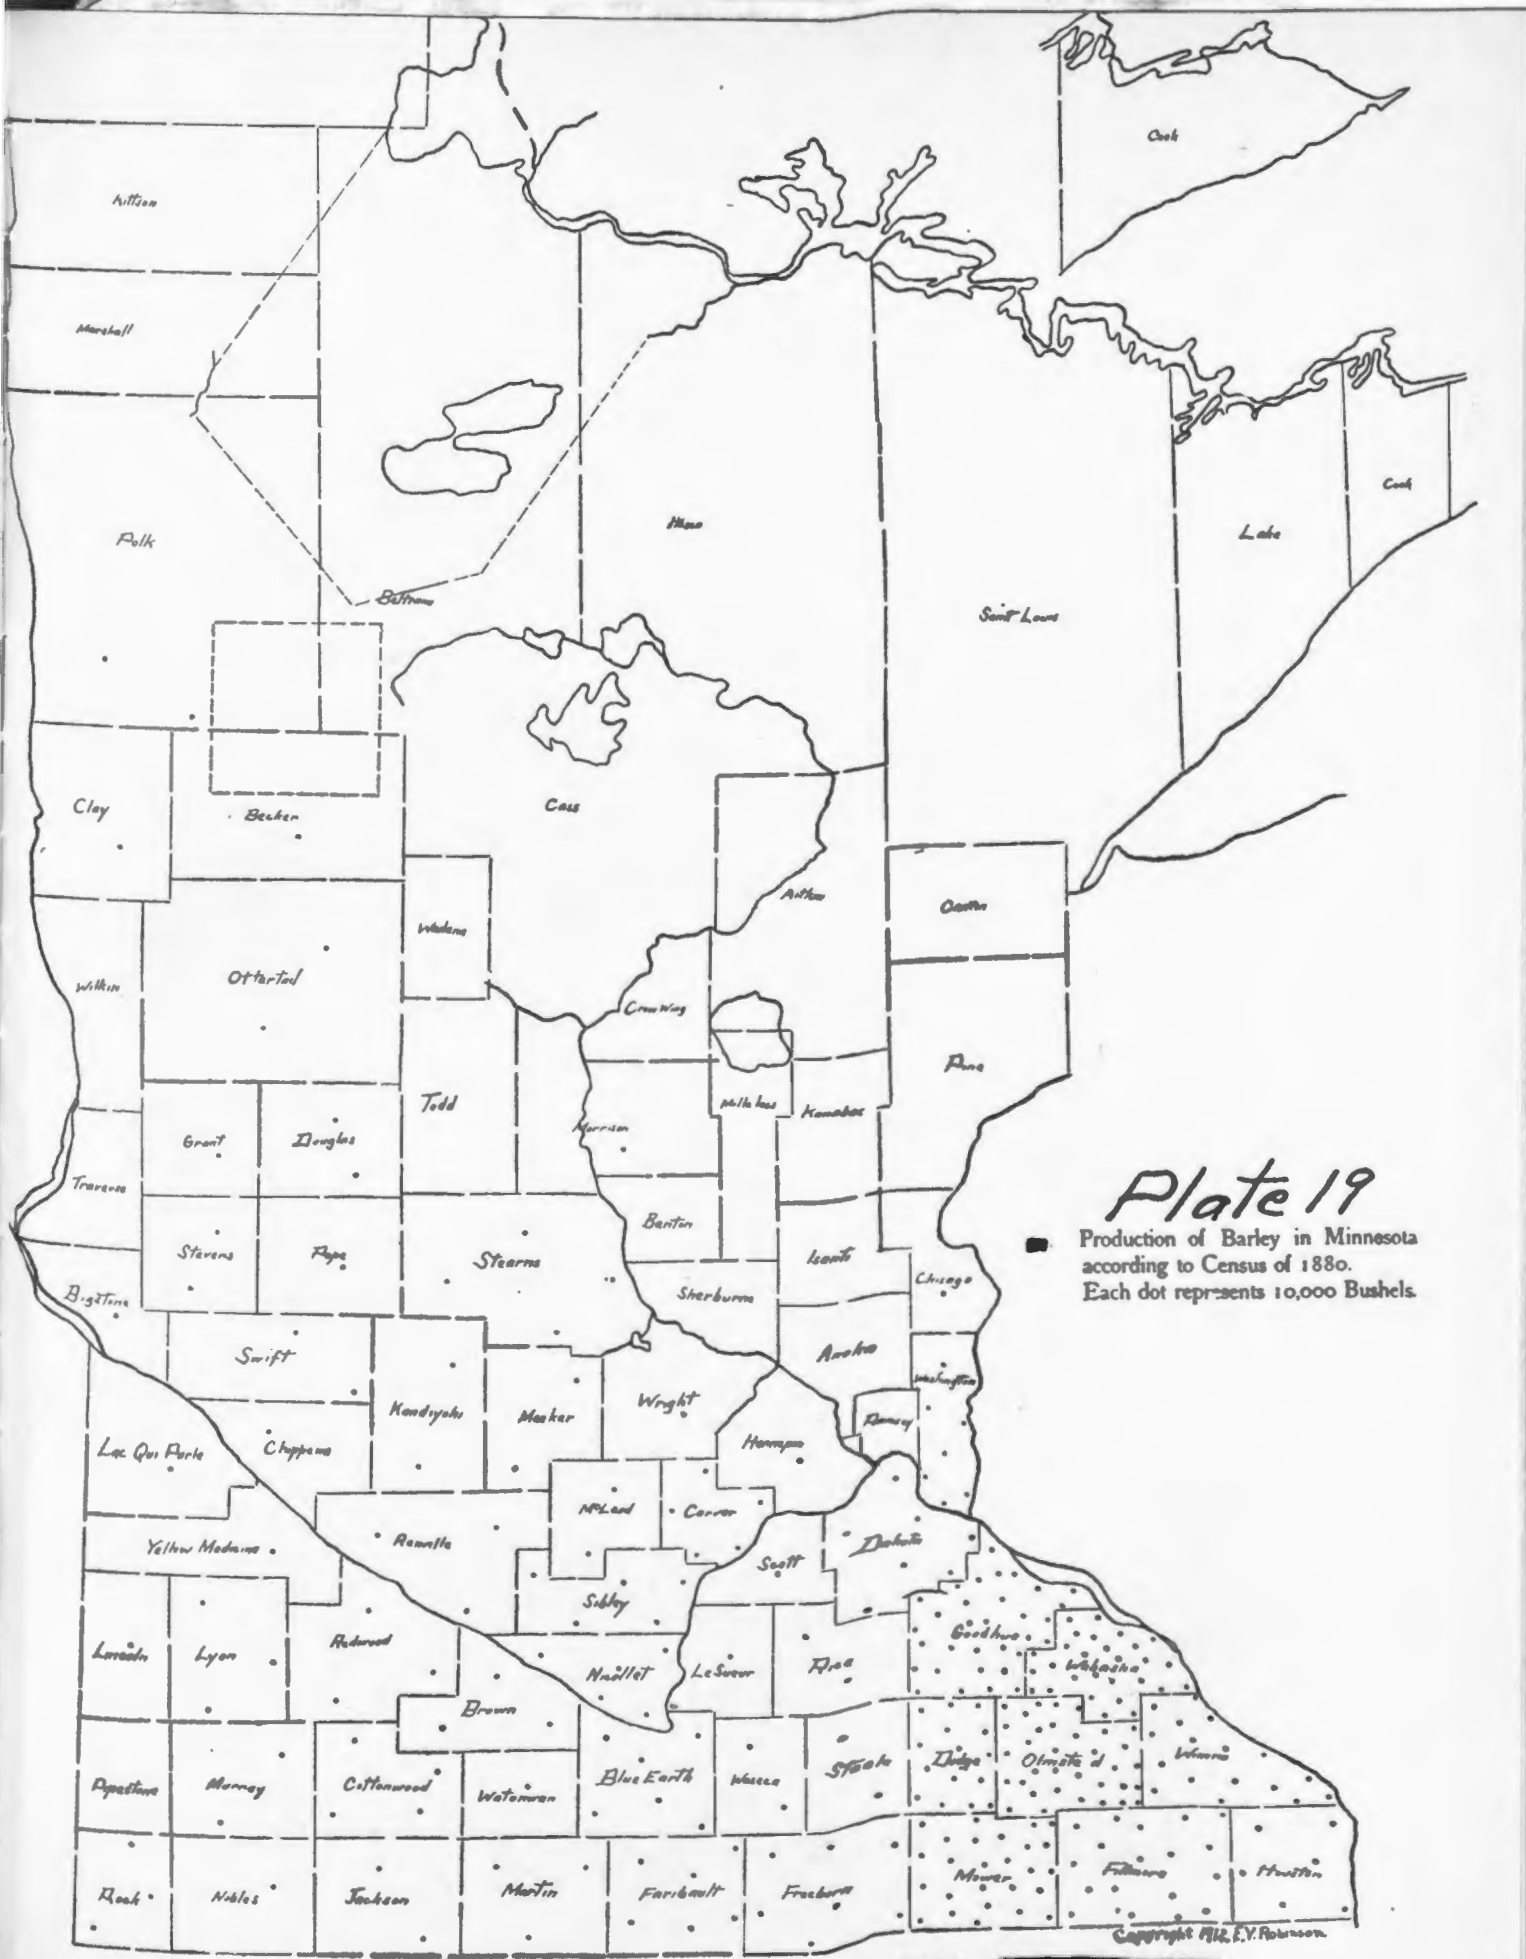 Cook
Kittson
Marshall
Polk
Beltrami
Itasca
Saint Louis
Lake
Cook
Clay
Becker
Cass
Aitkin
Carlton
Wadena
Wilkin
Ottertail
Crow Wing
Pine
Todd
Mille lacs
Kanabec
Morrison
Grant
Douglas
Traverse
Stevens
Pope
Stearns
Benton
Isanti
Chisago
Sherburne
Bigstone
Plate 19
Production of Barley in Minnesota
according to Census of 1880.
Each dot represents 10,000 Bushels.
Swift
Anoka
Washington
Kandiyohi
Meeker
Wright
Ramsey
Hennepin
Lac Qui Parle
Chippewa
McLeod
Carver
Renville
Yellow Medicine
Scott
Dakota
Sibley
Lincoln
Lyon
Redwood
Nicollet
Le Sueur
Rice
Goodhue
Wabasha
Brown
Pipestone
Murray
Cottonwood
Watonwan
Blue Earth
Waseca
Steele
Dodge
Olmsted
Winona
Rock
Nobles
Jackson
Martin
Faribault
Freeborn
Mower
Fillmore
Houston
Copyright 1912 E.V. Robinson